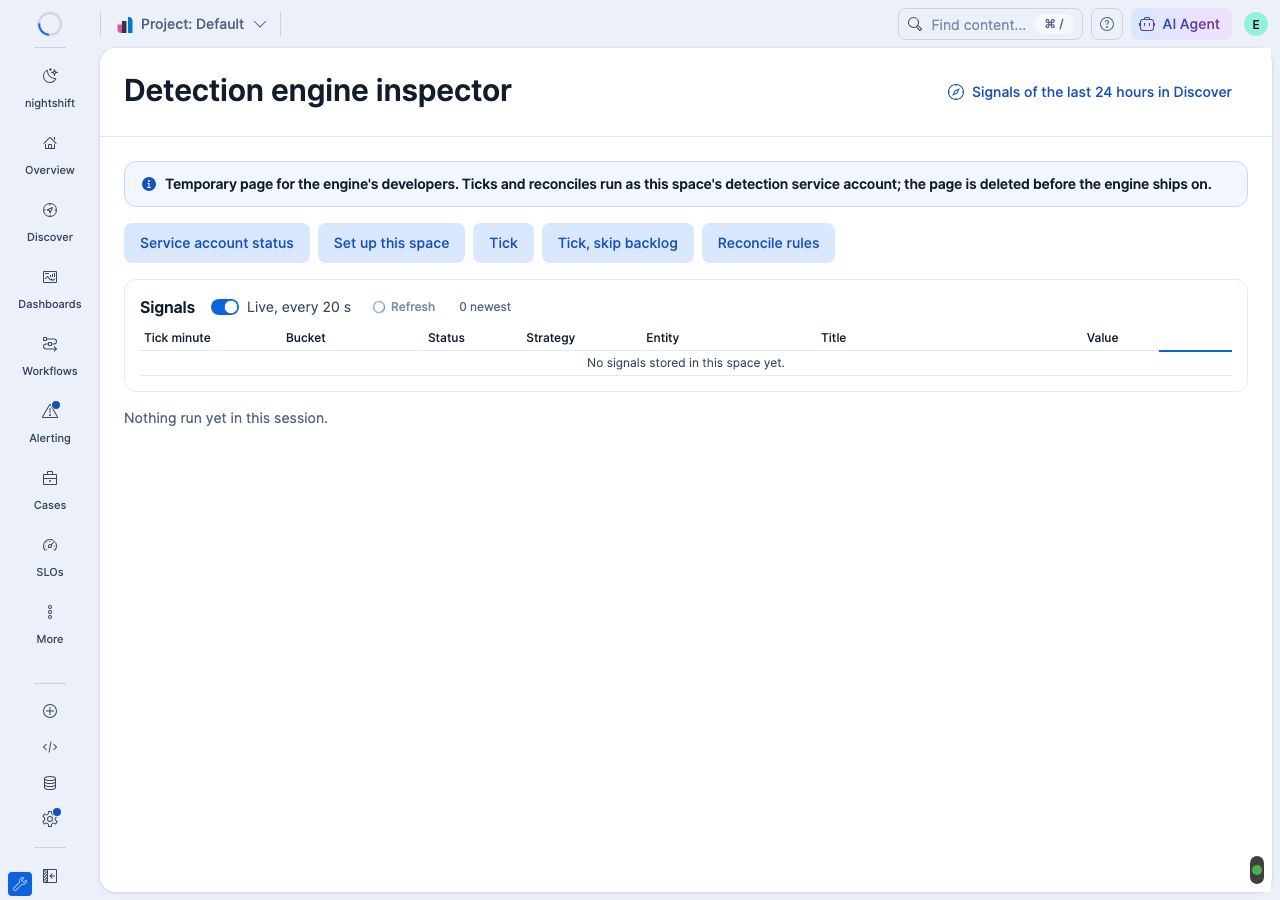 Project: Default
Find content...
⌘ /
AI Agent
E
nightshift
Overview
Discover
Dashboards
Workflows
Alerting
Cases
SLOs
More
Detection engine inspector
Signals of the last 24 hours in Discover
Temporary page for the engine's developers. Ticks and reconciles run as this space's detection service account; the page is deleted before the engine ships on.
Service account status
Set up this space
Tick
Tick, skip backlog
Reconcile rules
Signals
Live, every 20 s
Refresh
0 newest
Tick minute Bucket Status Strategy Entity Title Value
No signals stored in this space yet.
Nothing run yet in this session.